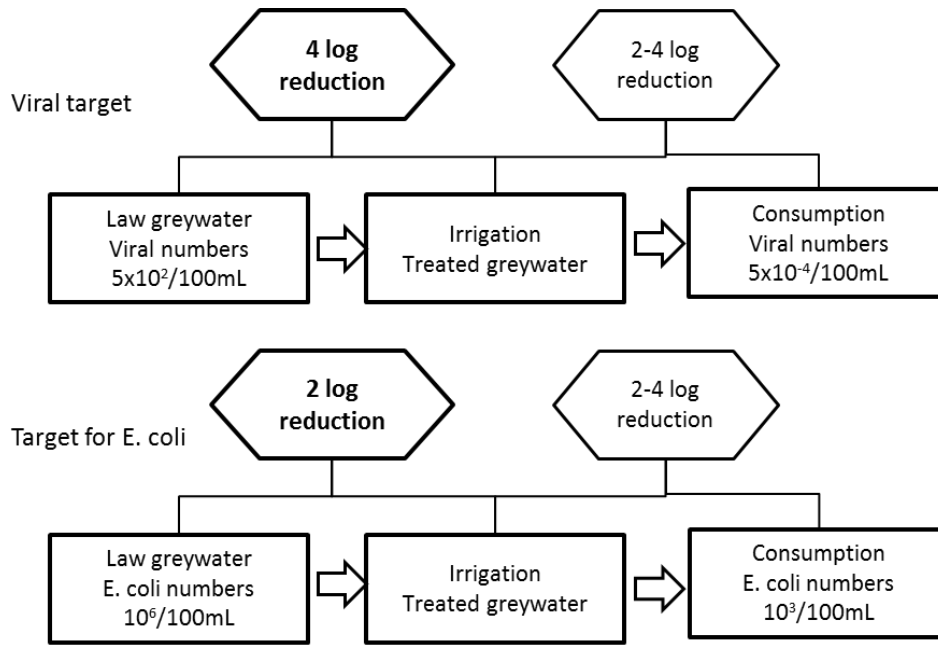 4 log
reduction
2-4 log
reduction
Viral target
Law greywater
Viral numbers
5x10²/100mL
Irrigation
Treated greywater
Consumption
Viral numbers
5x10⁻⁴/100mL
2 log
reduction
2-4 log
reduction
Target for E. coli
Law greywater
E. coli numbers
10⁶/100mL
Irrigation
Treated greywater
Consumption
E. coli numbers
10³/100mL